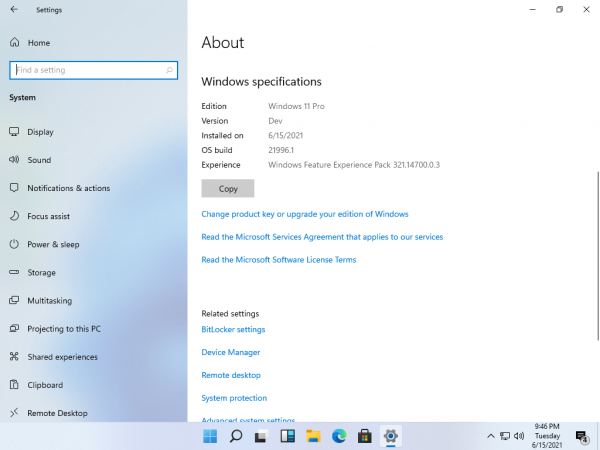 Settings
Home
Find a setting
System
Display
Sound
Notifications & actions
Focus assist
Power & sleep
Storage
Multitasking
Projecting to this PC
Shared experiences
Clipboard
Remote Desktop
About
Windows specifications
Edition Windows 11 Pro
Version Dev
Installed on 6/15/2021
OS build 21996.1
Experience Windows Feature Experience Pack 321.14700.0.3
Copy
Change product key or upgrade your edition of Windows
Read the Microsoft Services Agreement that applies to our services
Read the Microsoft Software License Terms
Related settings
BitLocker settings
Device Manager
Remote desktop
System protection
Advanced system settings
9:46 PM
Tuesday
6/15/2021
4